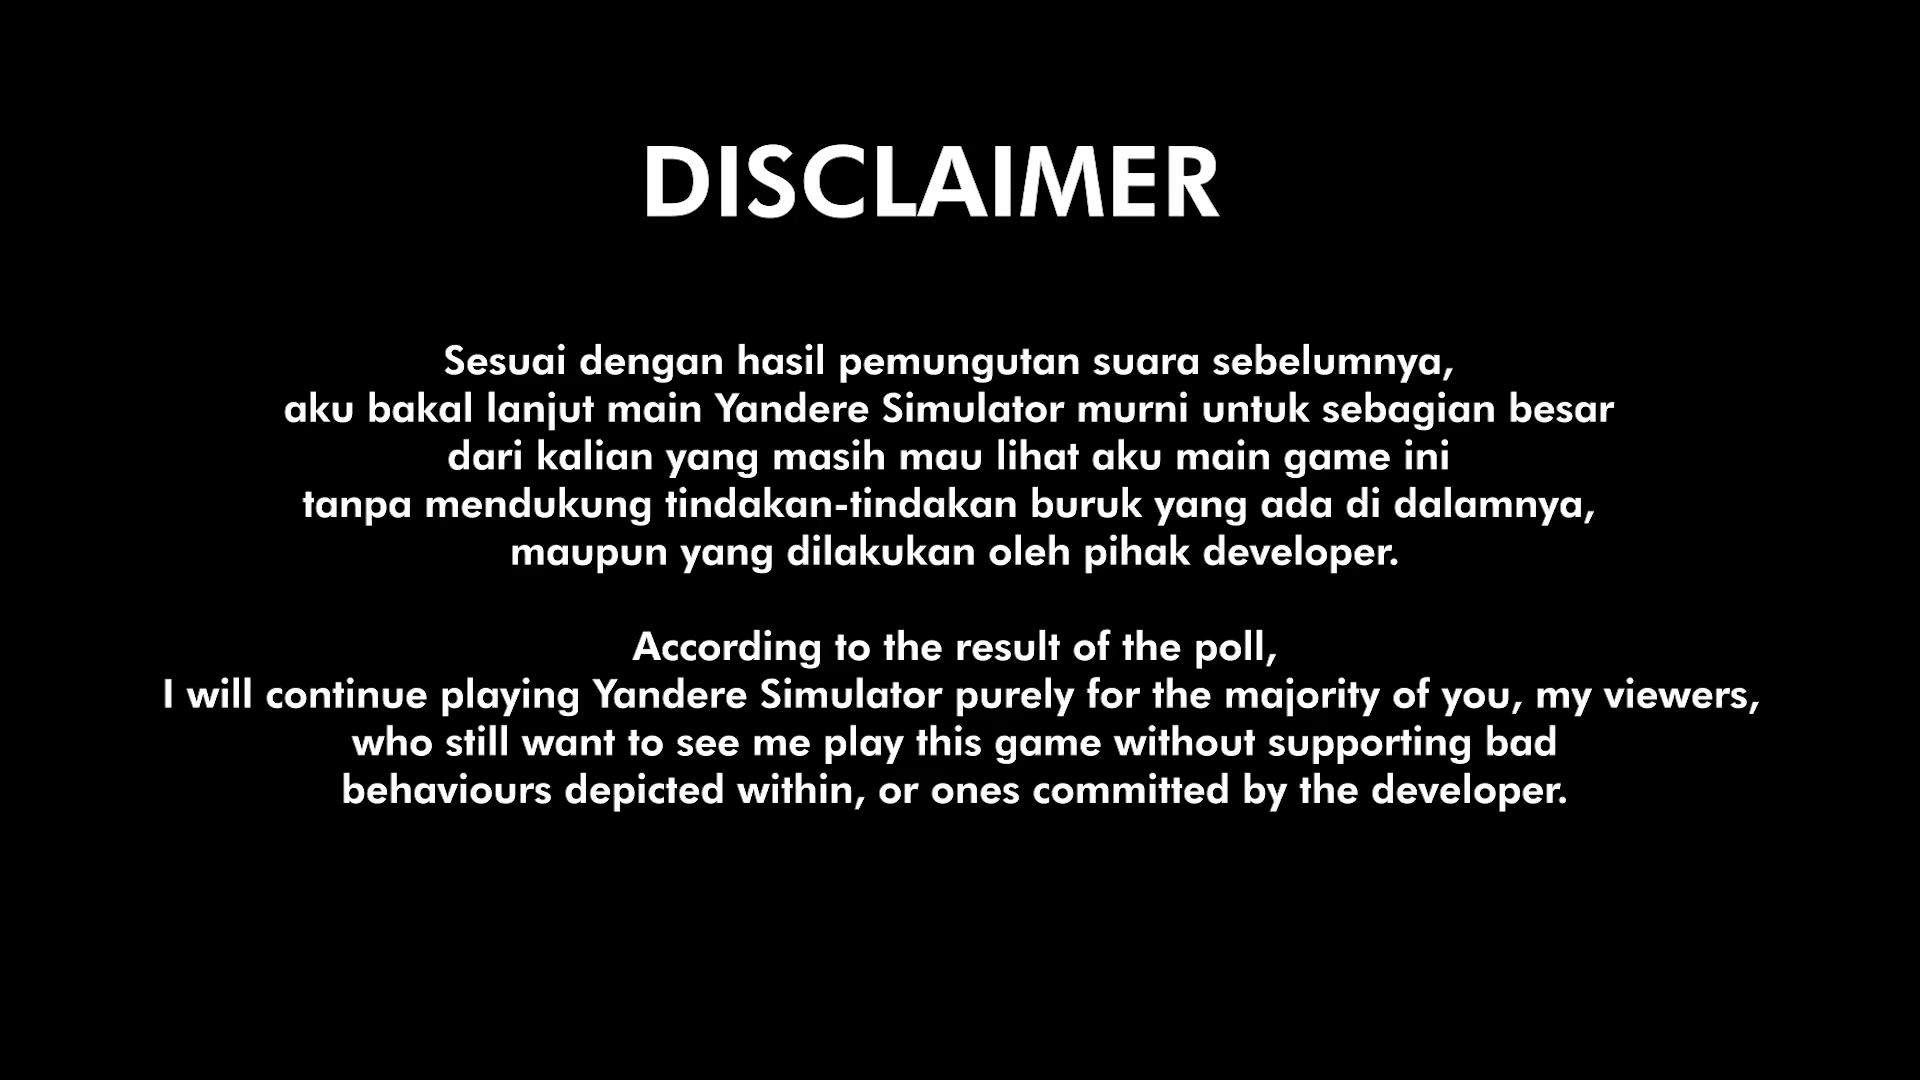 DISCLAIMER
Sesuai dengan hasil pemungutan suara sebelumnya,
aku bakal lanjut main Yandere Simulator murni untuk sebagian besar
dari kalian yang masih mau lihat aku main game ini
tanpa mendukung tindakan-tindakan buruk yang ada di dalamnya,
maupun yang dilakukan oleh pihak developer.
According to the result of the poll,
I will continue playing Yandere Simulator purely for the majority of you, my viewers,
who still want to see me play this game without supporting bad
behaviours depicted within, or ones committed by the developer.